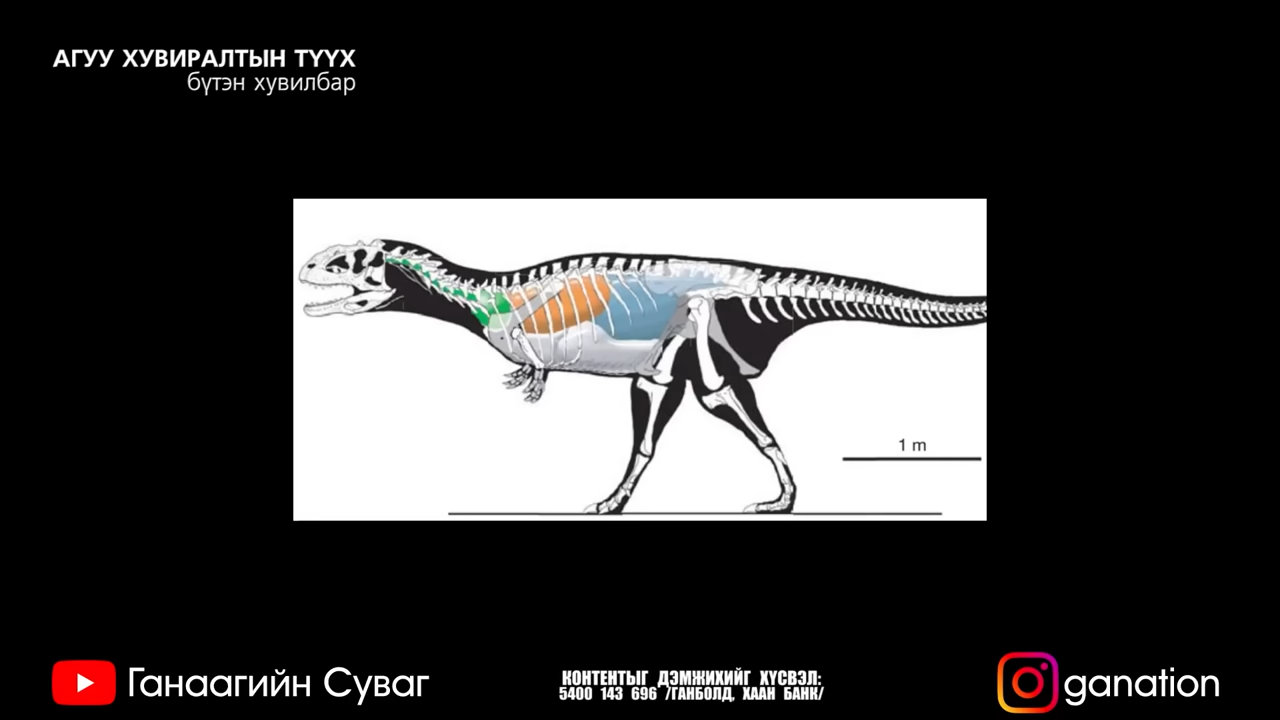 АГУУ ХУВИРАЛТЫН ТҮҮХ
бүтэн хувилбар
1 m
Ганаагийн Суваг
КОНТЕНТЫГ ДЭМЖИХИЙГ ХҮСВЭЛ:
5400 143 696 /ГАНБОЛД, ХААН БАНК/
ganation